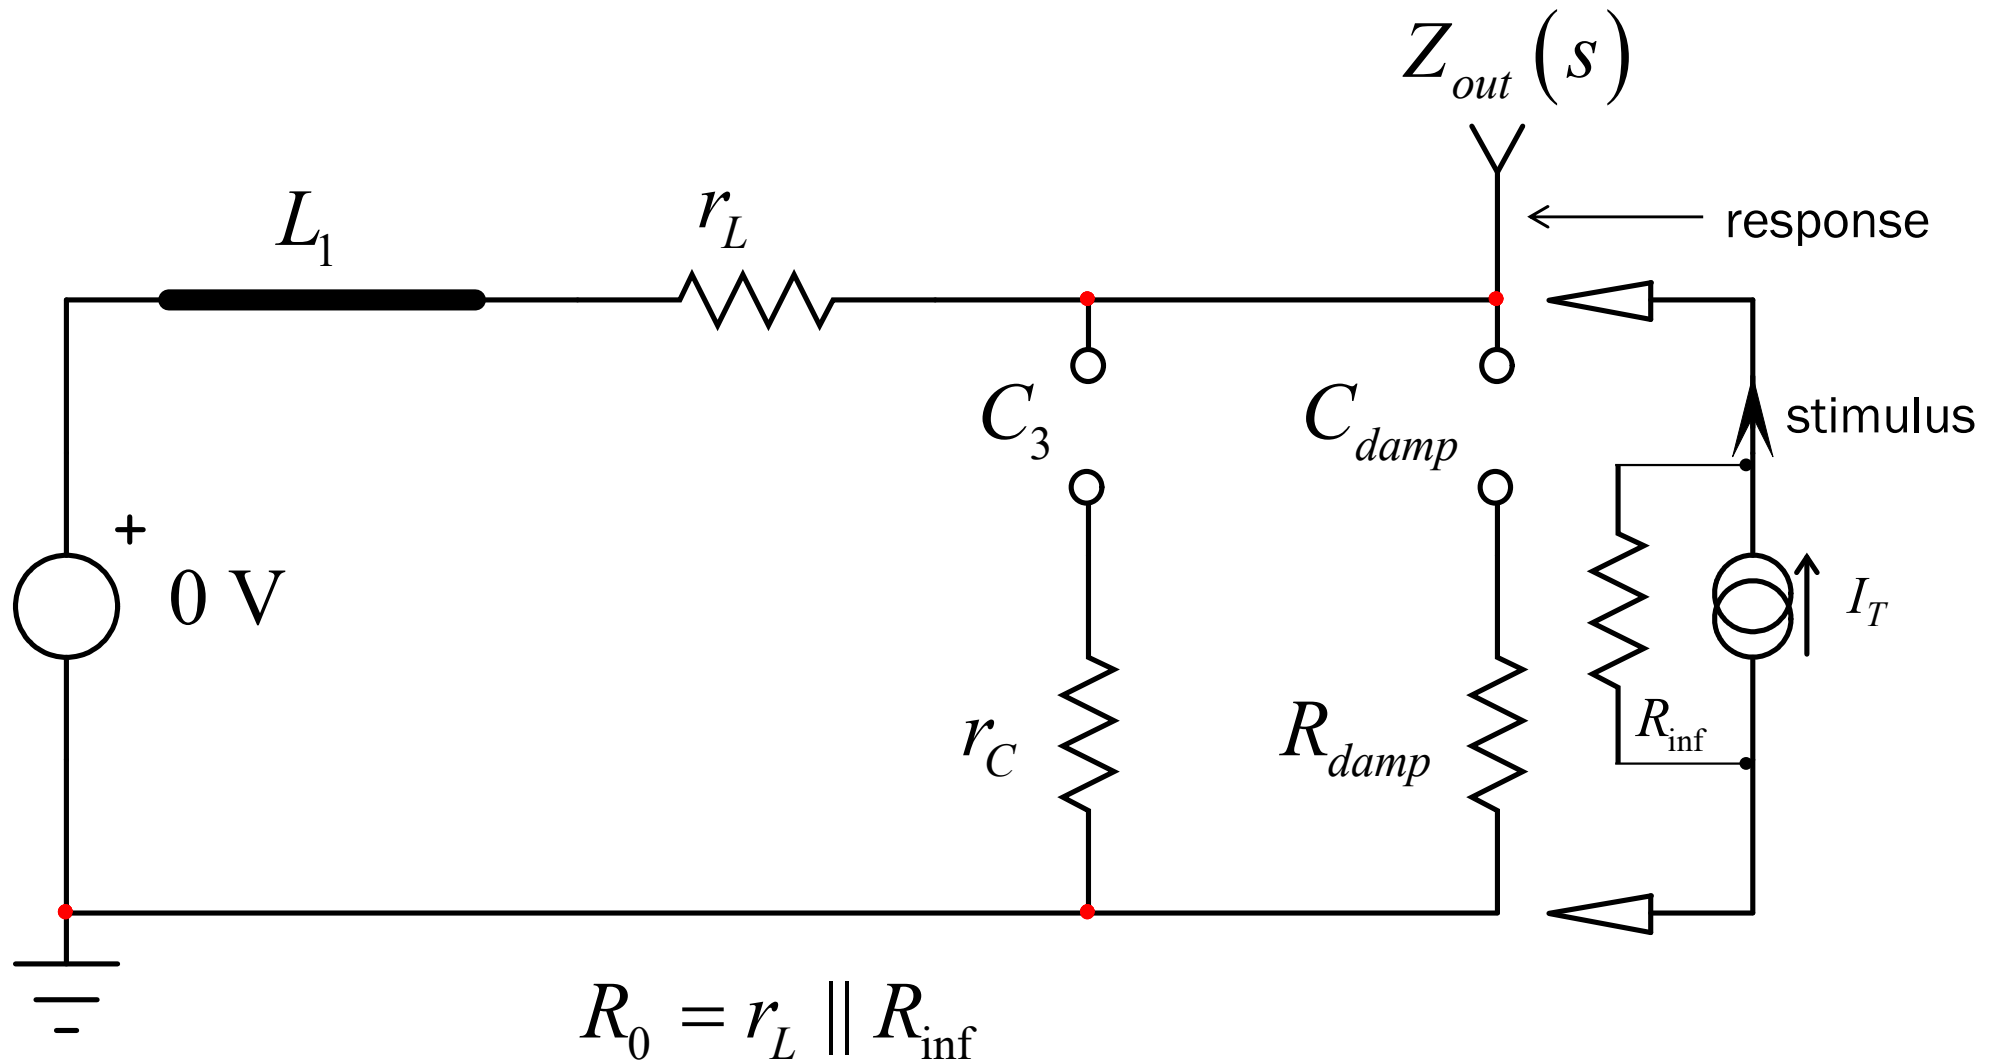 Z_out(s)
response
L_1
r_L
C_3
C_damp
stimulus
+
0 V
I_T
r_C
R_damp
R_inf
R_0 = r_L || R_inf